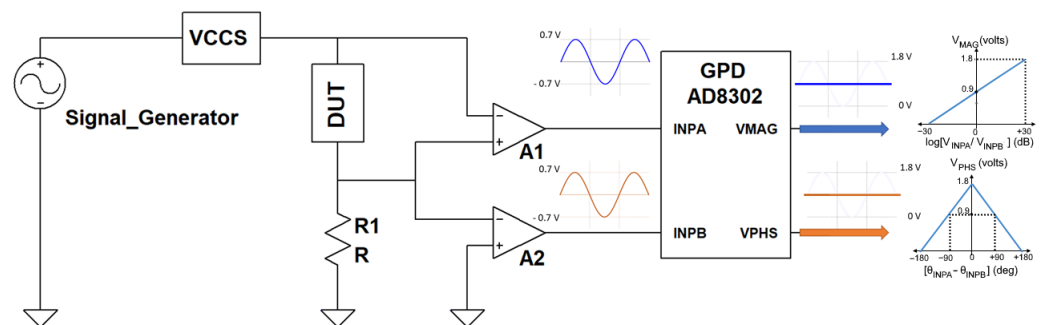 VCCS
Signal_Generator
DUT
R1
R
A1
A2
0.7 V
- 0.7 V
0.7 V
- 0.7 V
GPD
AD8302
INPA VMAG
INPB VPHS
1.8 V
0 V
1.8 V
0 V
VMAG(volts)
1.8
0.9
−30 0 +30
log[VINPA/VINPB ] (dB)
VPHS(volts)
1.8
0.9
−180 −90 0 +90 +180
[θINPA − θINPB] (deg)